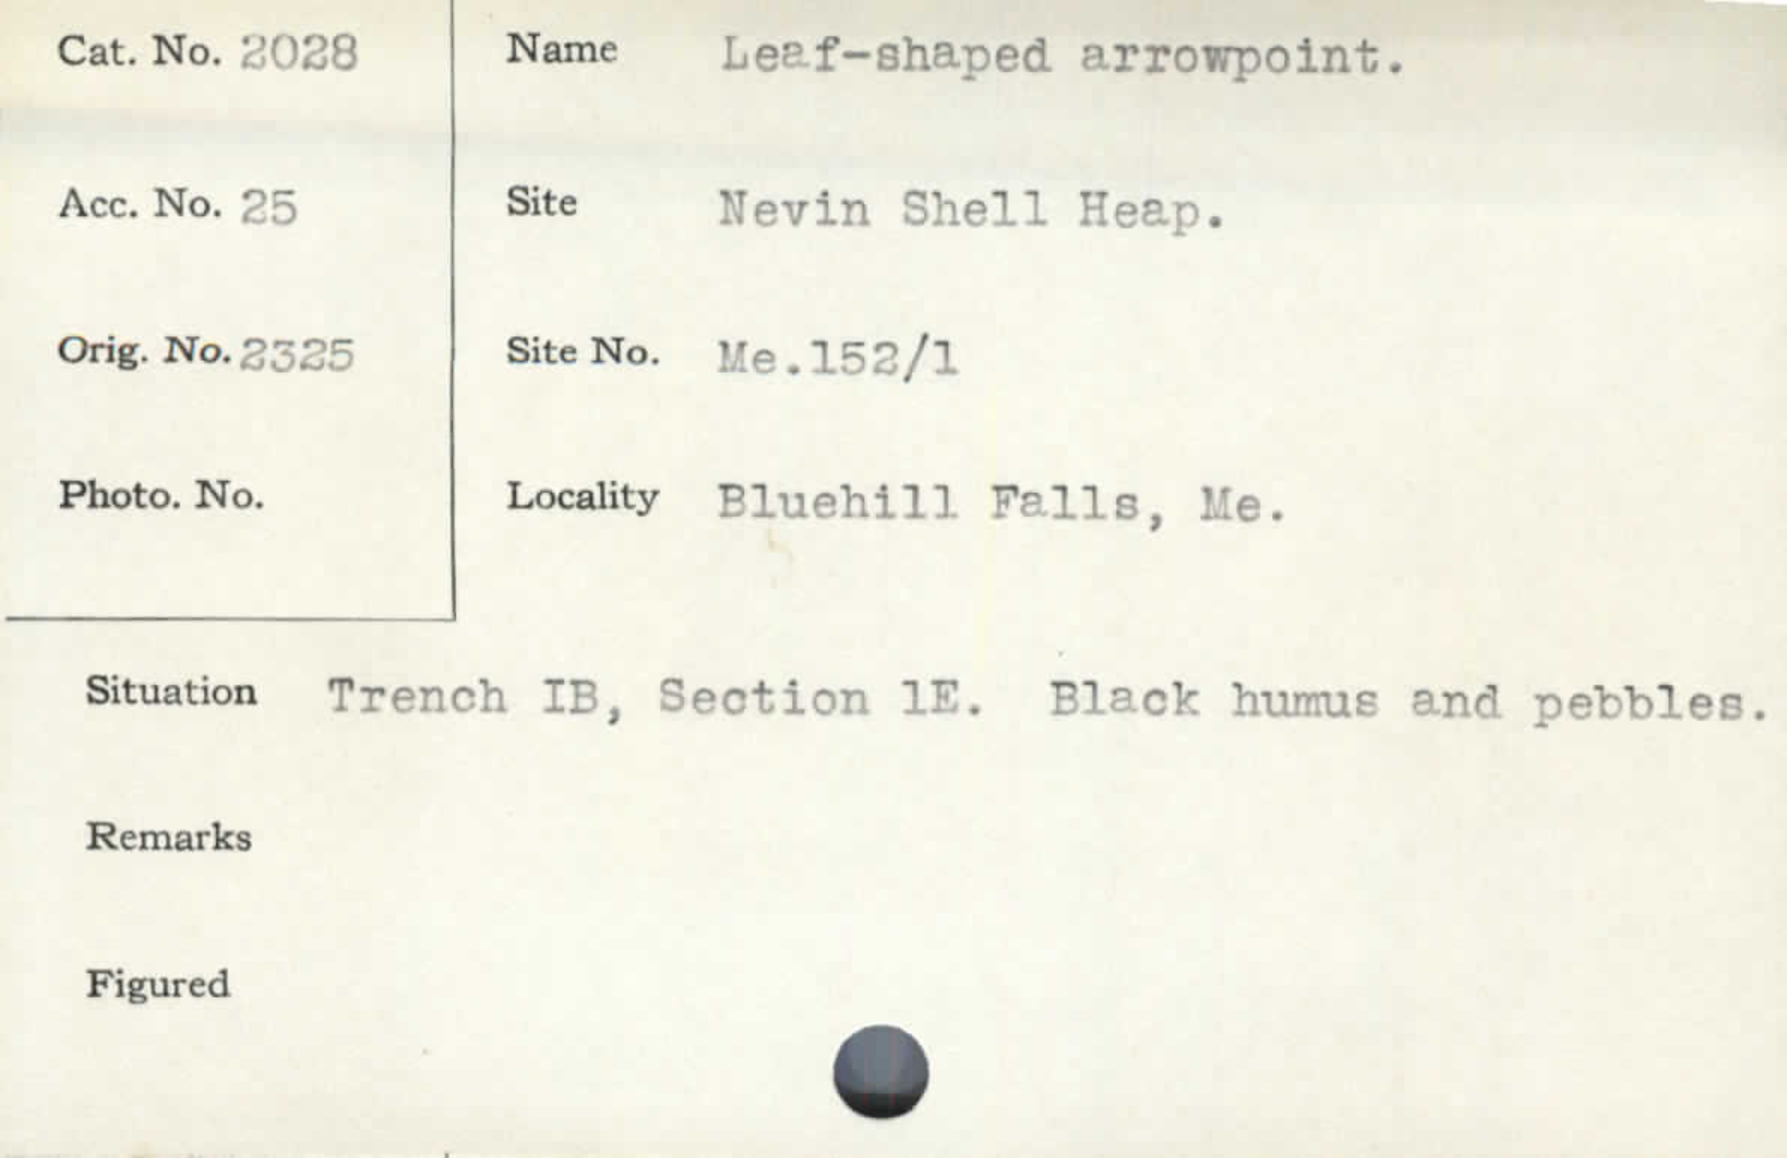 Cat. No. 2028
Acc. No. 25
Orig. No. 2325
Photo. No.
Name Leaf-shaped arrowpoint.
Site Nevin Shell Heap.
Site No. Me.152/1
Locality Bluehill Falls, Me.
Situation Trench IB, Section 1E. Black humus and pebbles.
Remarks
Figured